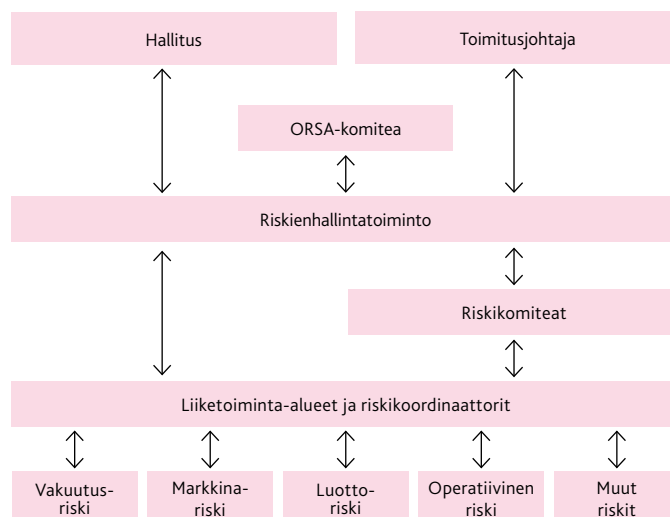 Hallitus
Toimitusjohtaja
ORSA-komitea
Riskienhallintatoiminto
Riskikomiteat
Liiketoiminta-alueet ja riskikoordinaattorit
Vakuutus-
riski
Markkina-
riski
Luotto-
riski
Operatiivinen
riski
Muut
riskit